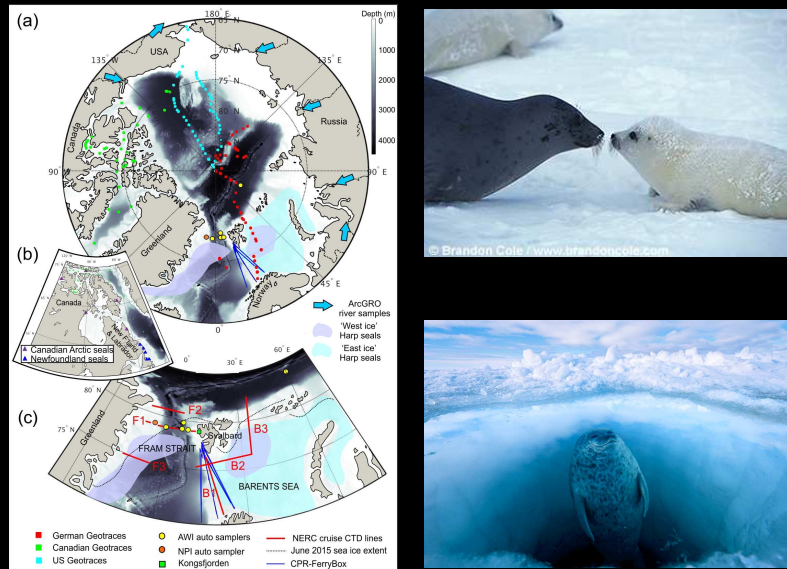 (a)
Depth (m)
0
1000
2000
3000
4000
180° E
65° N
135° W
135° E
USA
75° N
80° N
Russia
Canada
90° W
90° E
Greenland
(b)
Norway
45° W
45° E
0
Canada
New F'lland & Labrador
Canadian Arctic seals
Newfoundland seals
ArcGRO
river samples
'West ice'
Harp seals
'East ice'
Harp seals
(c)
0
30° E
60° E
80° N
75° N
Greenland
F1
F2
F3
FRAM STRAIT
Svalbard
B3
B2
B1
BARENTS SEA
German Geotraces
Canadian Geotraces
US Geotraces
AWI auto samplers
NPI auto sampler
Kongsfjorden
NERC cruise CTD lines
June 2015 sea ice extent
CPR-FerryBox
© Brandon Cole / www.brandoncole.com